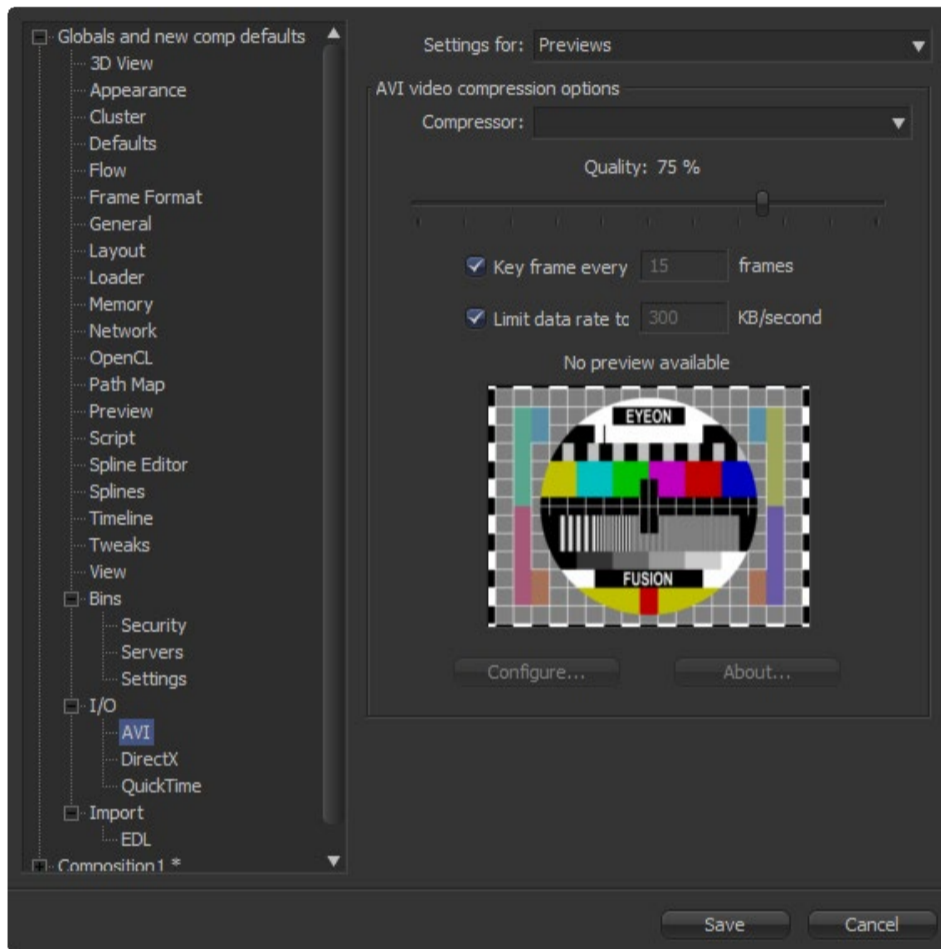 Globals and new comp defaults
3D View
Appearance
Cluster
Defaults
Flow
Frame Format
General
Layout
Loader
Memory
Network
OpenCL
Path Map
Preview
Script
Spline Editor
Splines
Timeline
Tweaks
View
Bins
Security
Servers
Settings
I/O
AVI
DirectX
QuickTime
Import
EDL
Composition1 *
Settings for: Previews
AVI video compression options
Compressor:
Quality: 75 %
Key frame every 15 frames
Limit data rate to 300 KB/second
No preview available
EYEON
FUSION
Configure... About...
Save Cancel